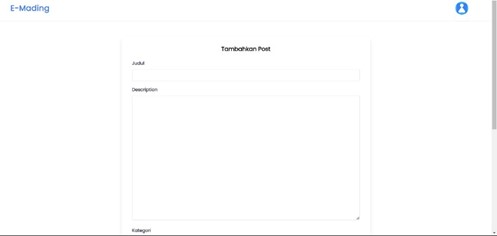 E-Mading
Tambahkan Post
Judul
Description
Kategori